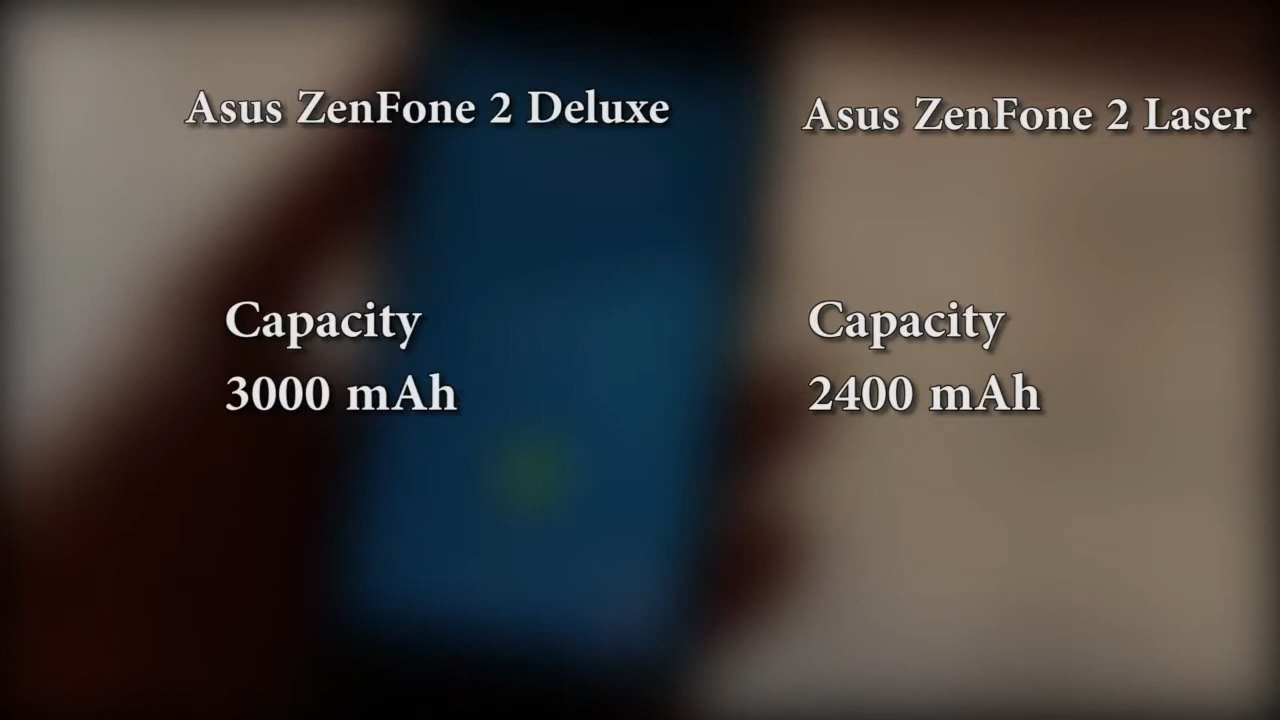 Asus ZenFone 2 Deluxe
Asus ZenFone 2 Laser
Capacity
3000 mAh
Capacity
2400 mAh